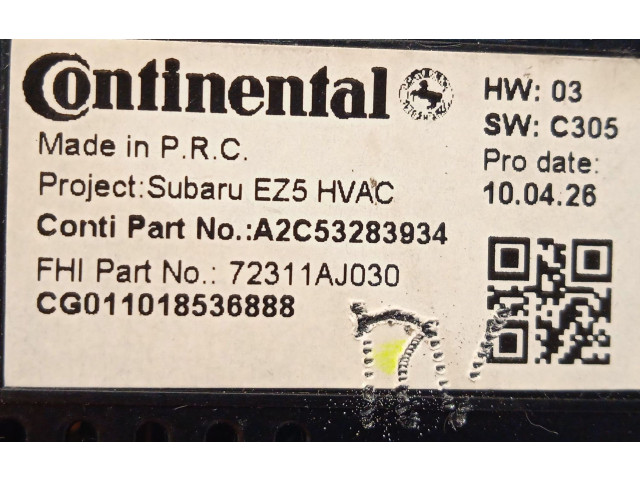 Continental
HW: 03
SW: C305
Made in P.R.C.
Pro date:
Project:Subaru EZ5 HVAC
10.04.26
Conti Part No.:A2C53283934
FHI Part No.: 72311AJ030
CG011018536888